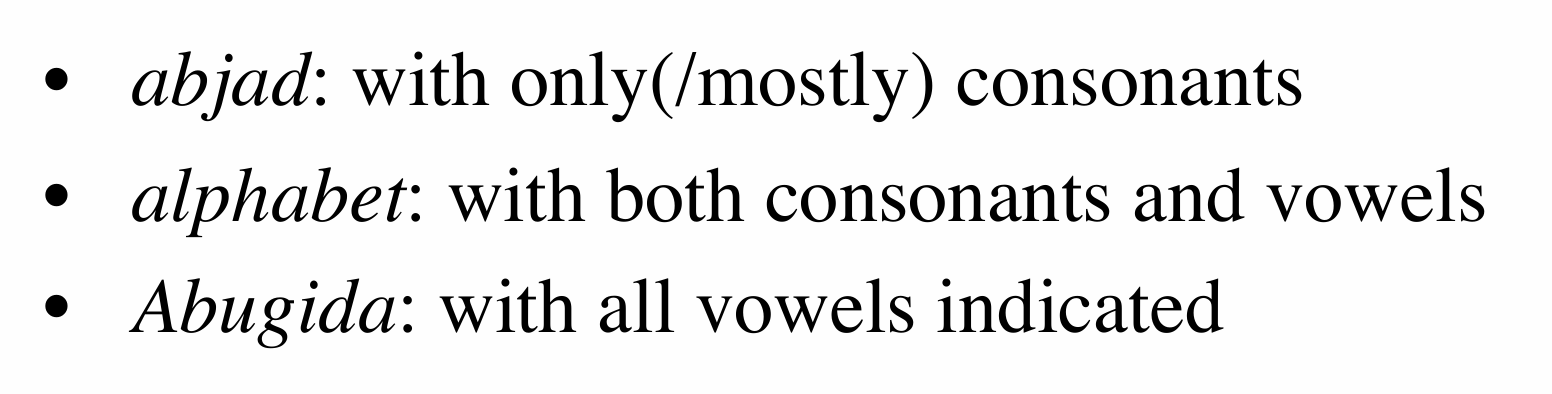 • abjad: with only(/mostly) consonants
• alphabet: with both consonants and vowels
• Abugida: with all vowels indicated